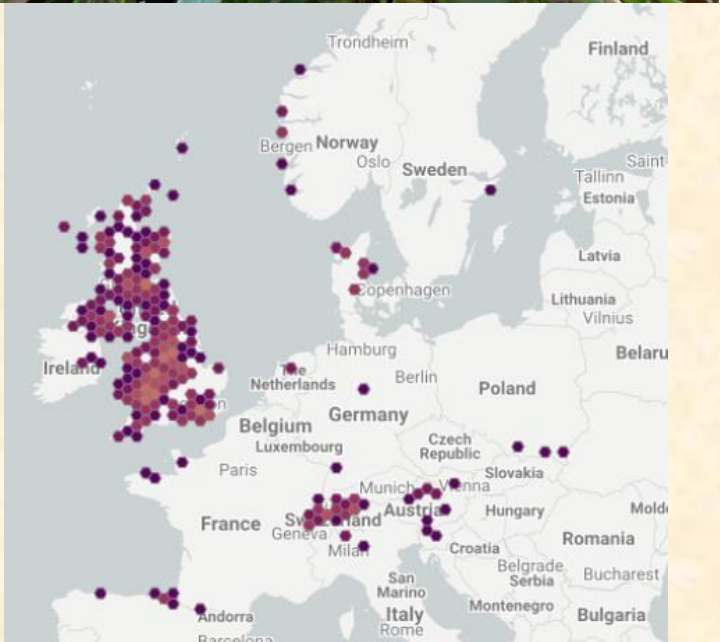 Trondheim
Finland
Bergen
Norway
Oslo
Sweden
Saint-
Tallinn
Estonia
Latvia
Copenhagen
Lithuania
Vilnius
Ireland
Hamburg
The
Netherlands
Berlin
Belaru
Poland
Germany
Belgium
Luxembourg
Czech
Republic
Paris
Slovakia
Munich
Vienna
France
Austria
Hungary
Mold
Geneva
Milan
Croatia
Romania
San
Marino
Belgrade
Serbia
Bucharest
Andorra
Italy
Montenegro
Bulgaria
Rome
Barcelona